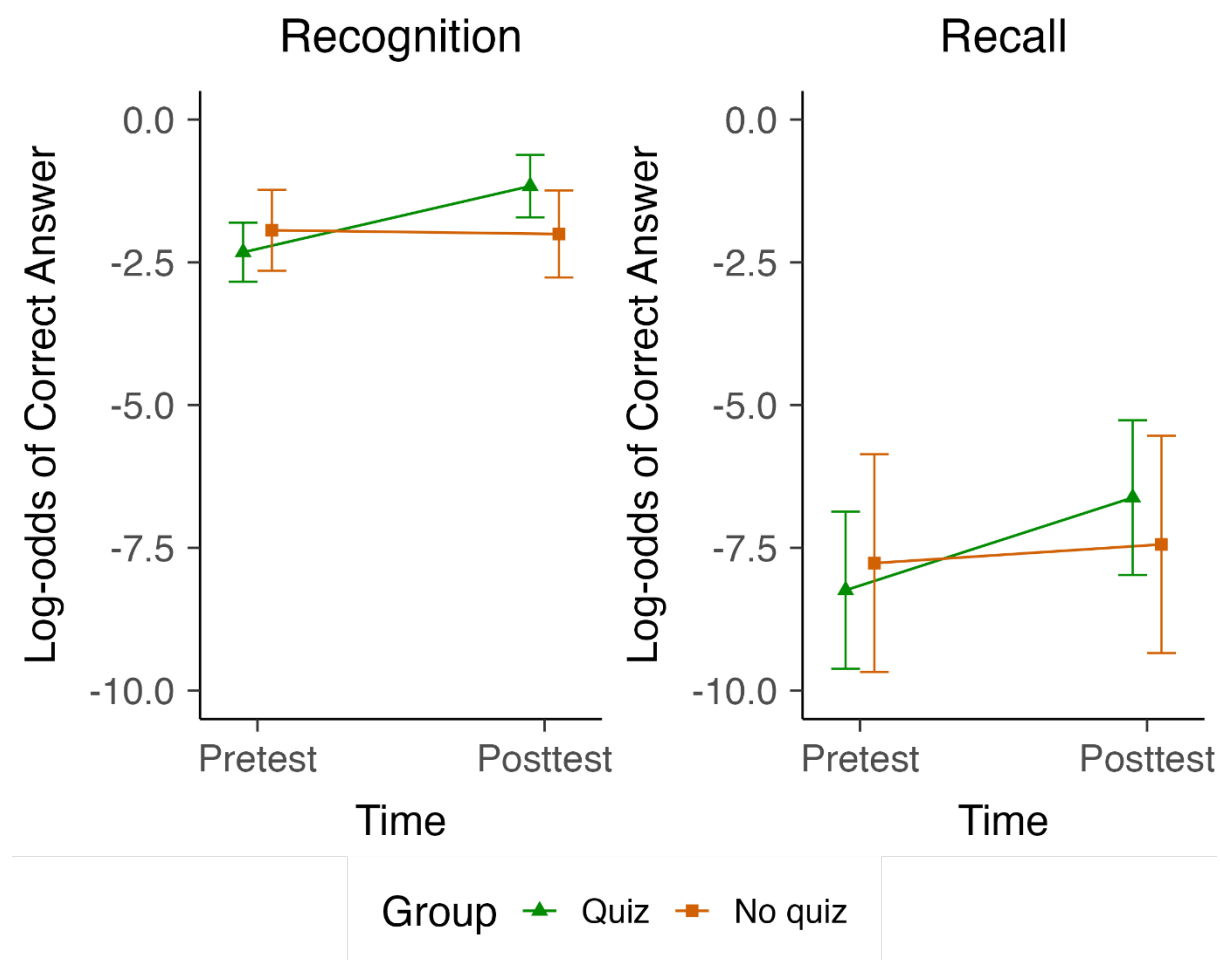 Recognition
Log-odds of Correct Answer
0.0
-2.5
-5.0
-7.5
-10.0
Pretest Posttest
Time
Recall
Log-odds of Correct Answer
0.0
-2.5
-5.0
-7.5
-10.0
Pretest Posttest
Time
Group Quiz No quiz